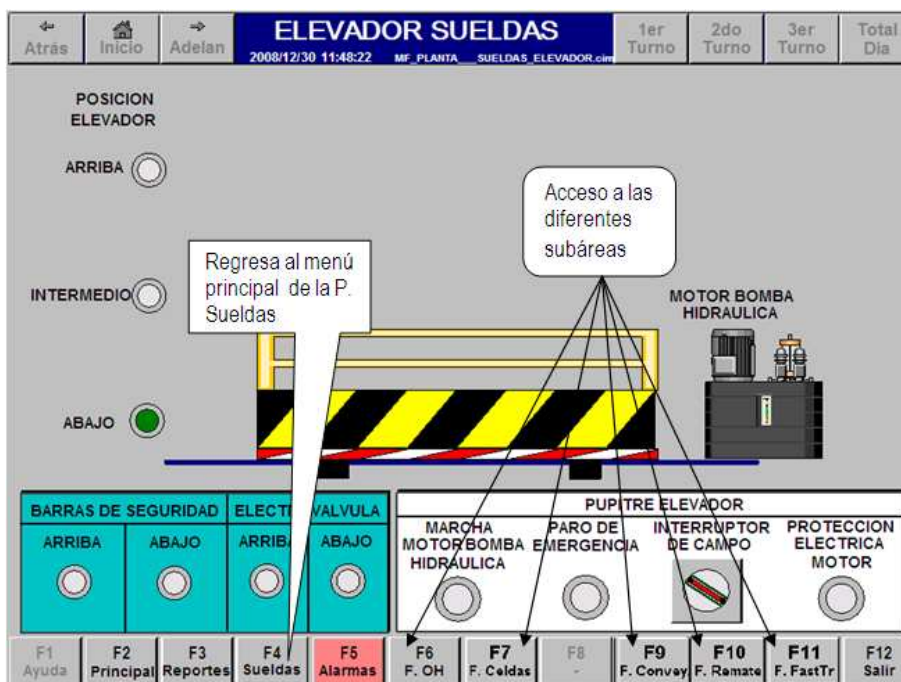 Atrás
Inicio
Adelan
ELEVADOR SUELDAS
2008/12/30 11:48:22 MF_PLANTA___SUELDAS_ELEVADOR.cim
1er
Turno
2do
Turno
3er
Turno
Total
Dia
POSICION
ELEVADOR
ARRIBA
INTERMEDIO
ABAJO
Regresa al menú
principal de la P.
Sueldas
Acceso a las
diferentes
subáreas
MOTOR BOMBA
HIDRAULICA
BARRAS DE SEGURIDAD
ARRIBA
ABAJO
ELECTROVALVULA
ARRIBA
ABAJO
PUPITRE ELEVADOR
MARCHA
MOTOR BOMBA
HIDRAULICA
PARO DE
EMERGENCIA
INTERRUPTOR
DE CAMPO
PROTECCION
ELECTRICA
MOTOR
F1
Ayuda
F2
Principal
F3
Reportes
F4
Sueldas
F5
Alarmas
F6
F. OH
F7
F. Celdas
F8
-
F9
F. Convey
F10
F. Remate
F11
F. FastTr
F12
Salir